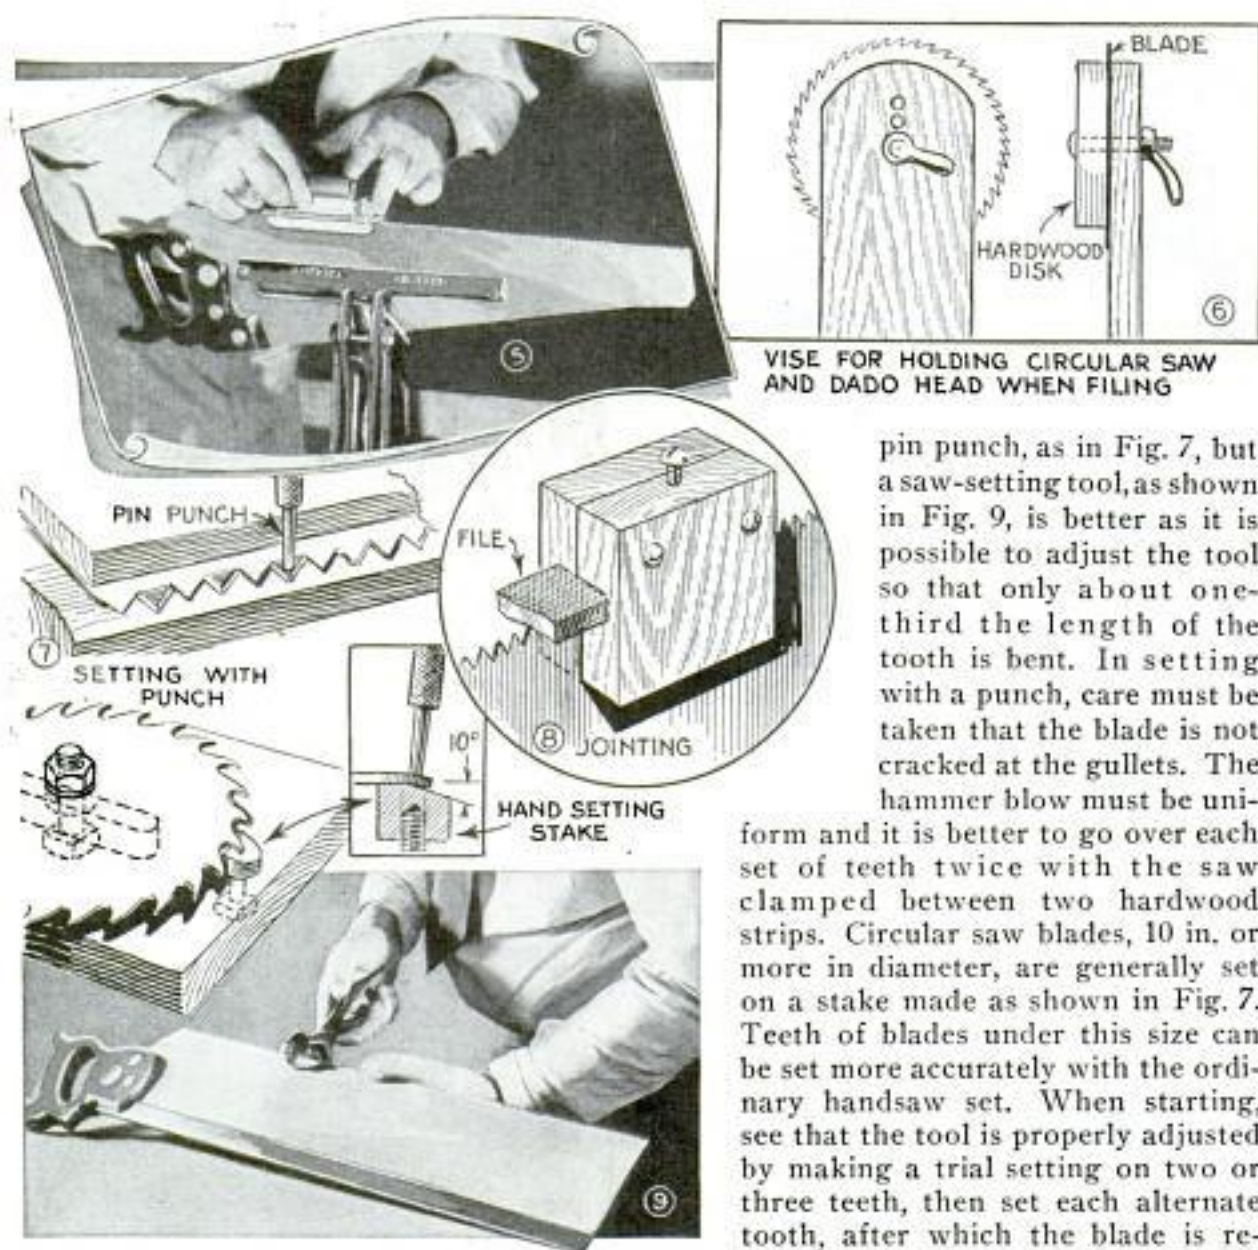 5
BLADE
HARDWOOD
DISK
6
VISE FOR HOLDING CIRCULAR SAW
AND DADO HEAD WHEN FILING
PIN PUNCH
7
SETTING WITH
PUNCH
FILE
8 JOINTING
10°
HAND SETTING
STAKE
9
pin punch, as in Fig. 7, but
a saw-setting tool, as shown
in Fig. 9, is better as it is
possible to adjust the tool
so that only about one-
third the length of the
tooth is bent. In setting
with a punch, care must be
taken that the blade is not
cracked at the gullets. The
hammer blow must be uni-
form and it is better to go over each
set of teeth twice with the saw
clamped between two hardwood
strips. Circular saw blades, 10 in. or
more in diameter, are generally set
on a stake made as shown in Fig. 7.
Teeth of blades under this size can
be set more accurately with the ordi-
nary handsaw set. When starting,
see that the tool is properly adjusted
by making a trial setting on two or
three teeth, then set each alternate
tooth, after which the blade is re-